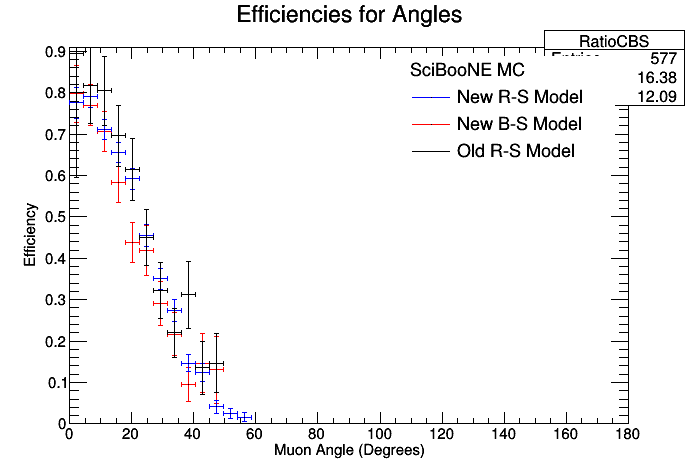 Efficiencies for Angles
RatioCBS
577
16.38
12.09
SciBooNE MC
New R-S Model
New B-S Model
Old R-S Model
Efficiency
0.9
0.8
0.7
0.6
0.5
0.4
0.3
0.2
0.1
0
0 20 40 60 80 100 120 140 160 180
Muon Angle (Degrees)